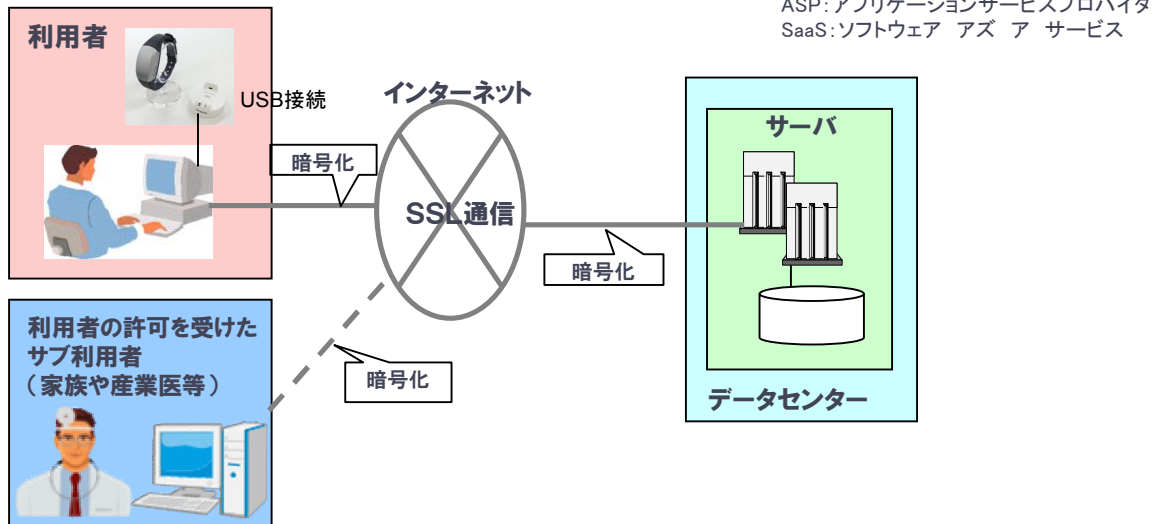 ASP:アプリケーションサービスプロバイダ
SaaS:ソフトウェア アズ ア サービス
利用者
USB接続
インターネット
暗号化
SSL通信
暗号化
サーバ
データセンター
利用者の許可を受けた
サブ利用者
(家族や産業医等)
暗号化